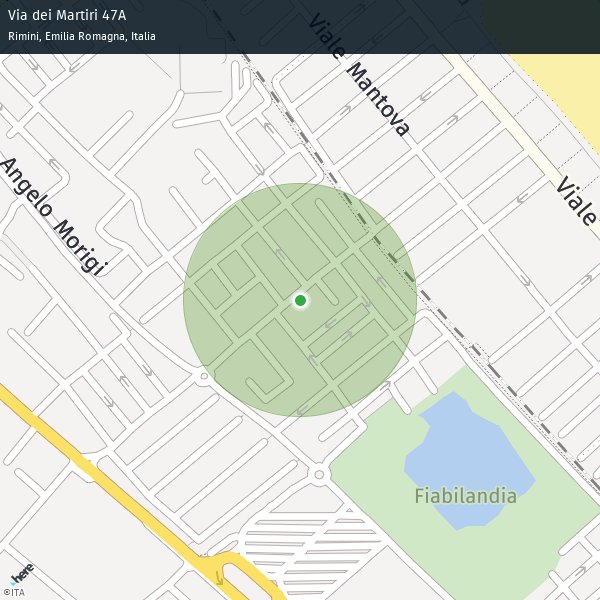 Via dei Martiri 47A
Rimini, Emilia Romagna, Italia
Viale Mantova
Angelo Morigi
Viale
Fiabilandia
here
©ITA